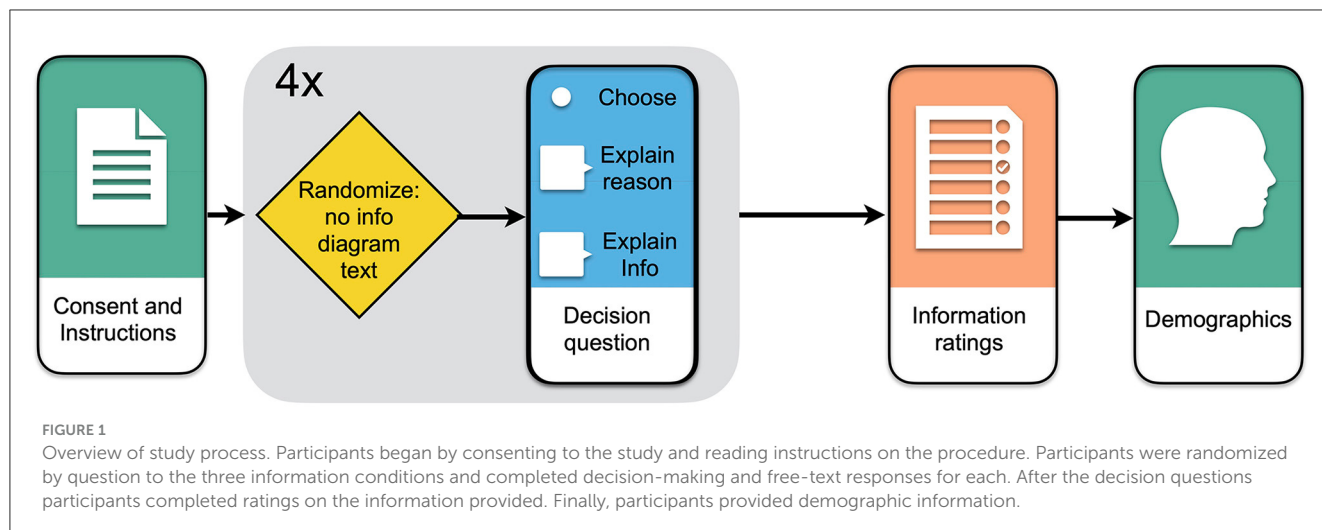 Consent and
Instructions
4x
Randomize:
no info
diagram
text
Choose
Explain
reason
Explain
Info
Decision
question
Information
ratings
Demographics
FIGURE 1
Overview of study process. Participants began by consenting to the study and reading instructions on the procedure. Participants were randomized
by question to the three information conditions and completed decision-making and free-text responses for each. After the decision questions
participants completed ratings on the information provided. Finally, participants provided demographic information.